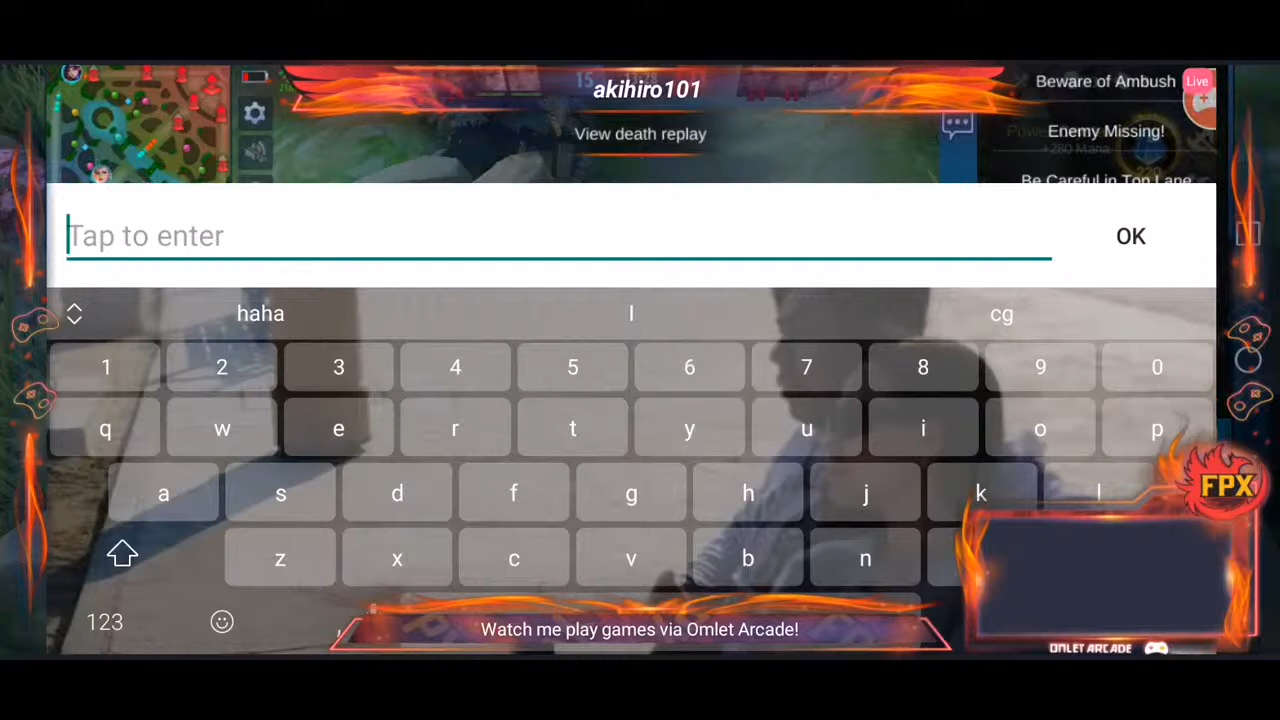 akihiro101
Beware of Ambush
Live
View death replay
Enemy Missing!
+280 Mana
Be Careful in Top Lane
Tap to enter
OK
haha
l
cg
1 2 3 4 5 6 7 8 9 0
q w e r t y u i o p
a s d f g h j k l
z x c v b n
FPX
123
Watch me play games via Omlet Arcade!
OMLET ARCADE